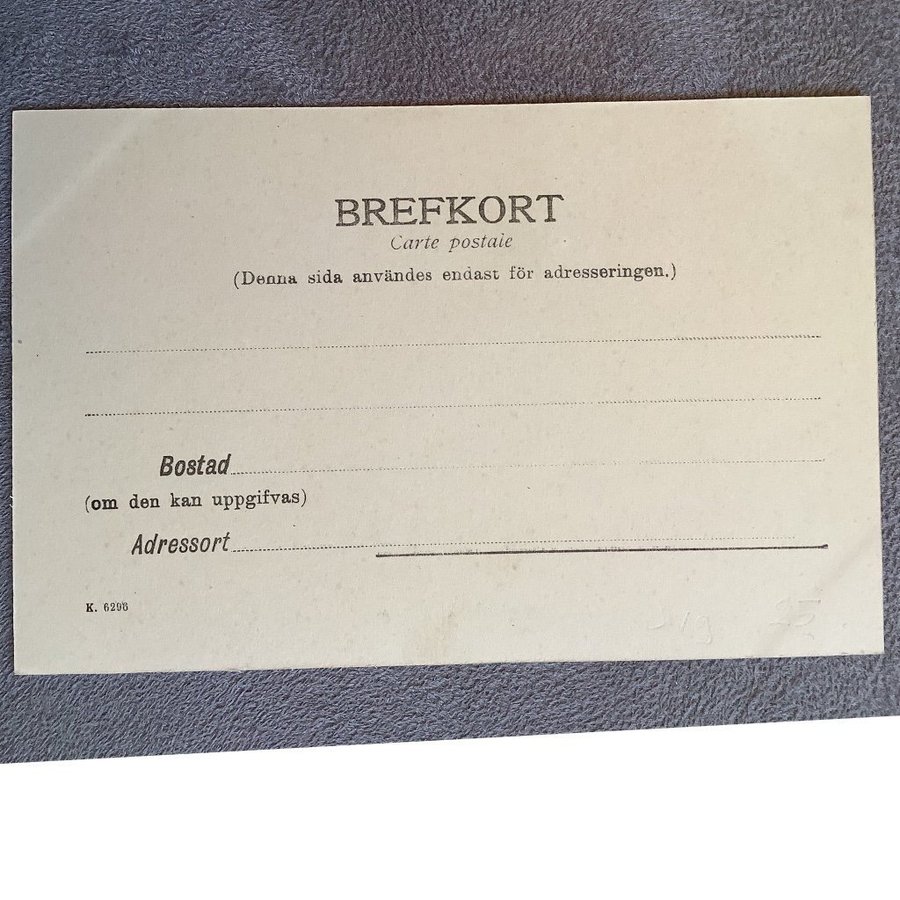 BREFKORT
Carte postale
(Denna sida användes endast för adresseringen.)
Bostad
(om den kan uppgifvas)
Adressort
K. 6296